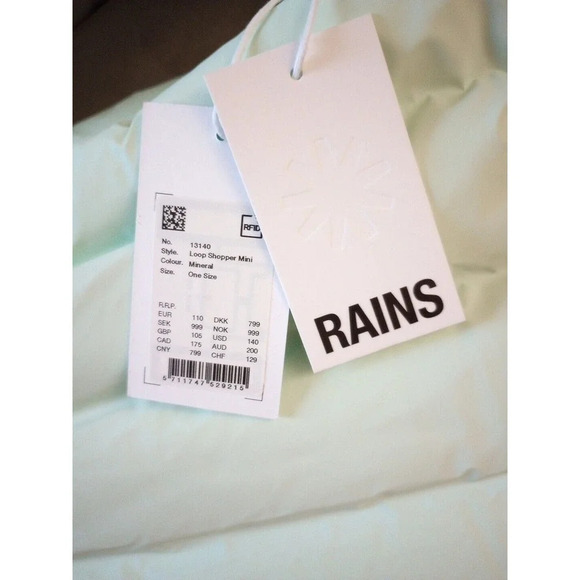 RFID
No. 13140
Style. Loop Shopper Mini
Colour. Mineral
Size. One Size
R.R.P.
EUR 110 DKK 799
SEK 999 NOK 999
GBP 105 USD 140
CAD 175 AUD 200
CNY 799 CHF 129
5 711747 529215
RAINS